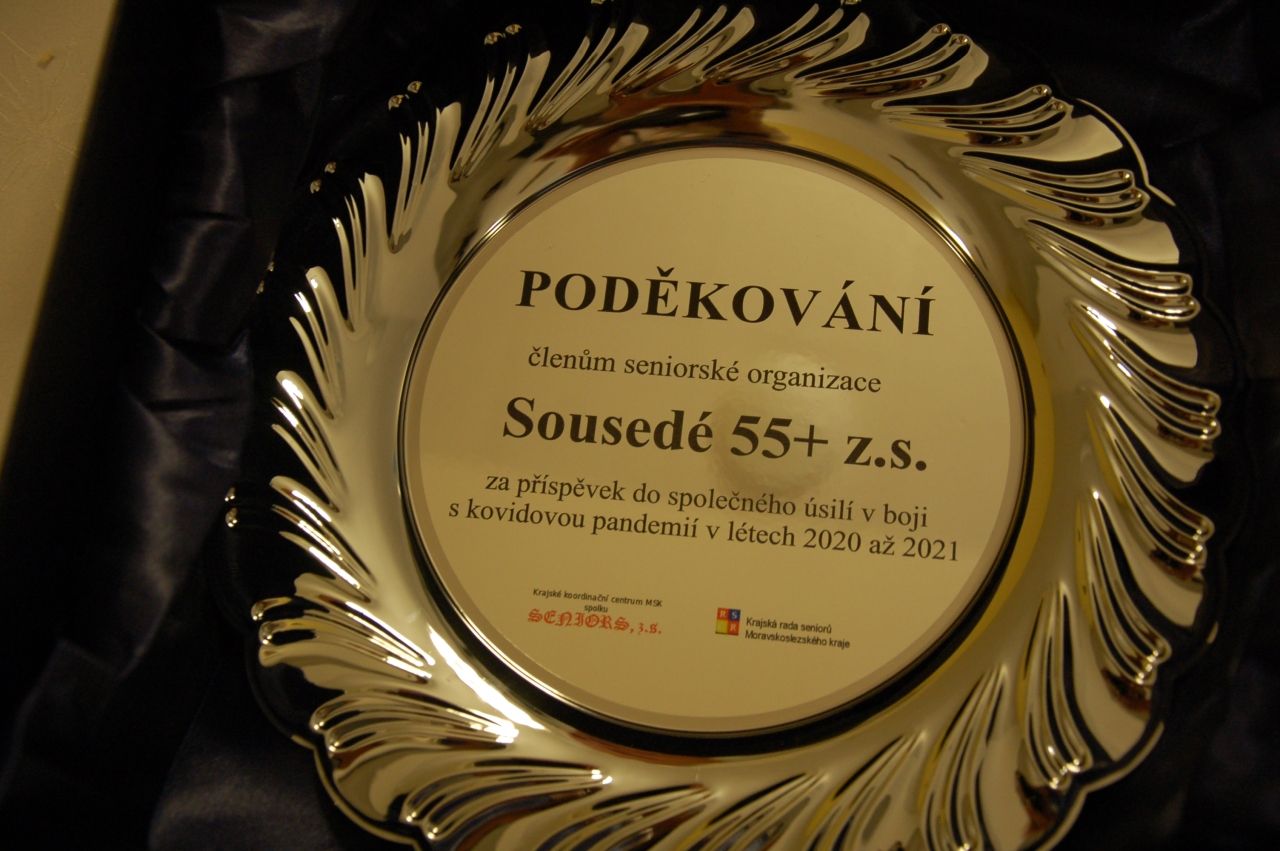 PODĚKOVÁNÍ
členům seniorské organizace
Sousedé 55+ z.s.
za příspěvek do společného úsilí v boji
s kovidovou pandemií v létech 2020 až 2021
Krajské koordinační centrum MSK
spolku
SENIORS, z.s.
R S
R
Krajská rada seniorů
Moravskoslezského kraje